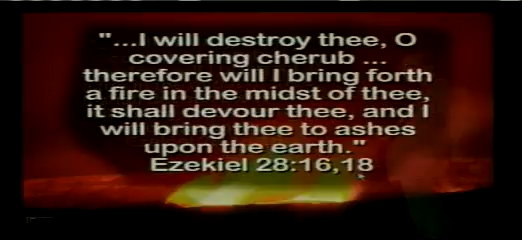 "...I will destroy thee, O
covering cherub ...
therefore will I bring forth
a fire in the midst of thee,
it shall devour thee, and I
will bring thee to ashes
upon the earth."
Ezekiel 28:16,18